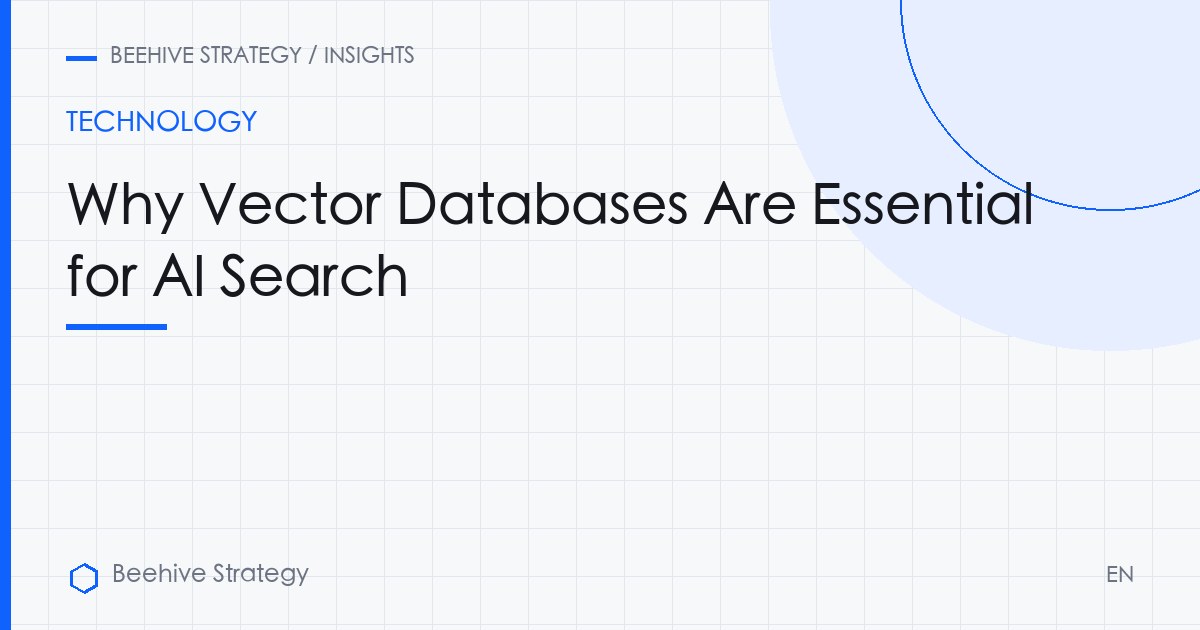 BEEHIVE STRATEGY / INSIGHTS
TECHNOLOGY
Why Vector Databases Are Essential
for AI Search
Beehive Strategy
EN